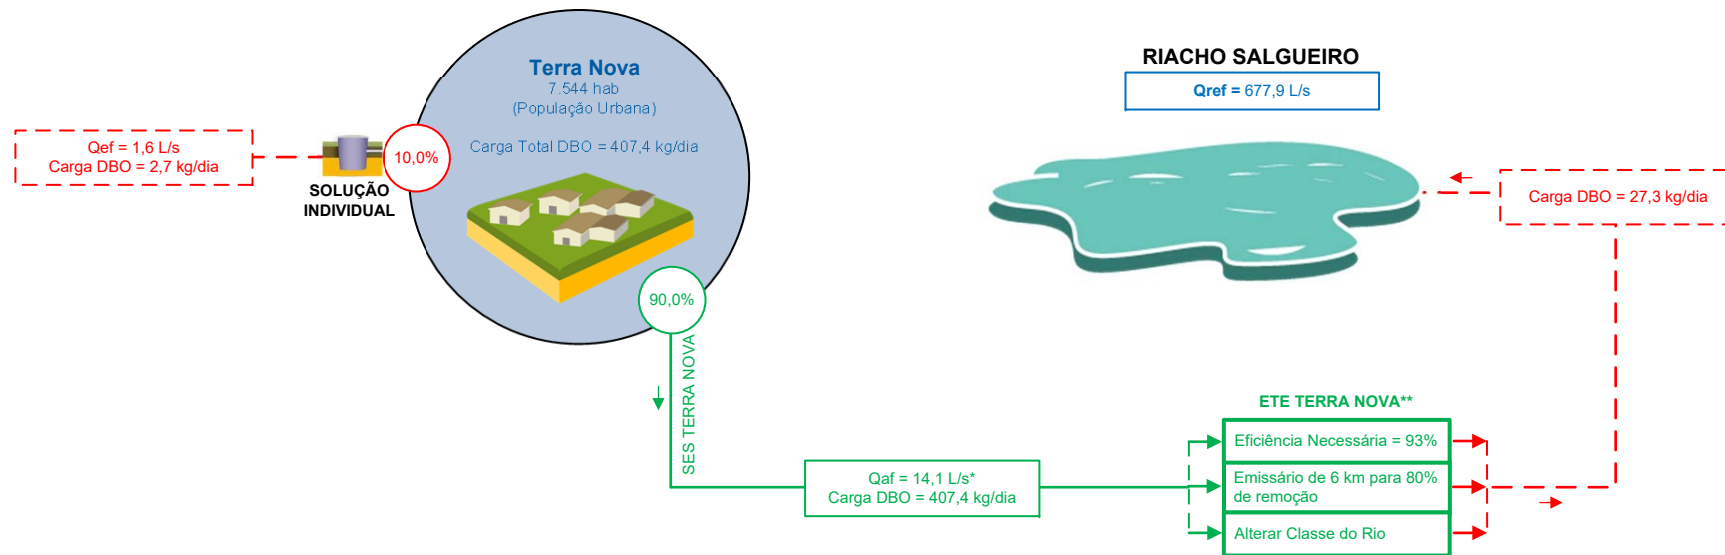 Terra Nova
7.544 hab
(População Urbana)
Carga Total DBO = 407,4 kg/dia
Qef = 1,6 L/s
Carga DBO = 2,7 kg/dia
10,0%
SOLUÇÃO
INDIVIDUAL
90,0%
SES TERRA NOVA
Qaf = 14,1 L/s*
Carga DBO = 407,4 kg/dia
RIACHO SALGUEIRO
Qref = 677,9 L/s
Carga DBO = 27,3 kg/dia
ETE TERRA NOVA**
Eficiência Necessária = 93%
Emissário de 6 km para 80%
de remoção
Alterar Classe do Rio